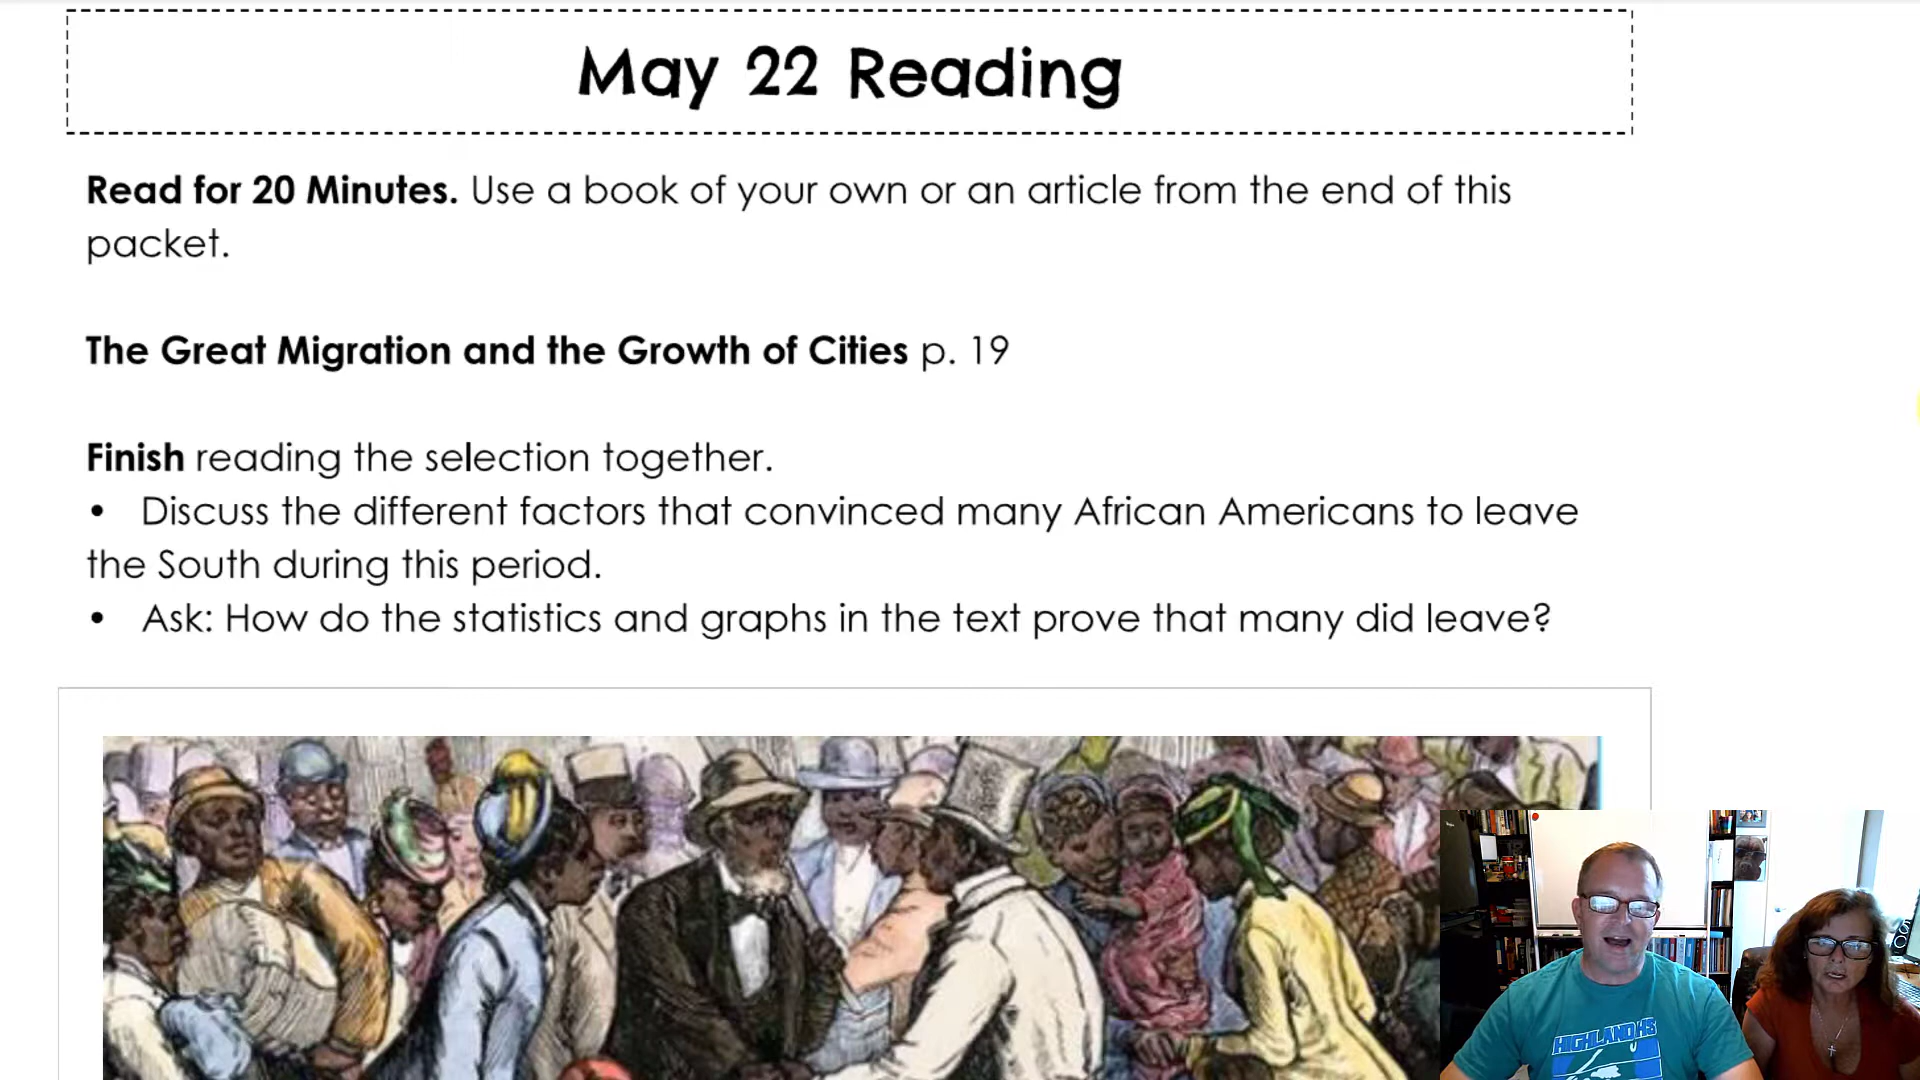 May 22 Reading
Read for 20 Minutes. Use a book of your own or an article from the end of this
packet.
The Great Migration and the Growth of Cities p. 19
Finish reading the selection together.
• Discuss the different factors that convinced many African Americans to leave
the South during this period.
• Ask: How do the statistics and graphs in the text prove that many did leave?
HIGHLAND HS